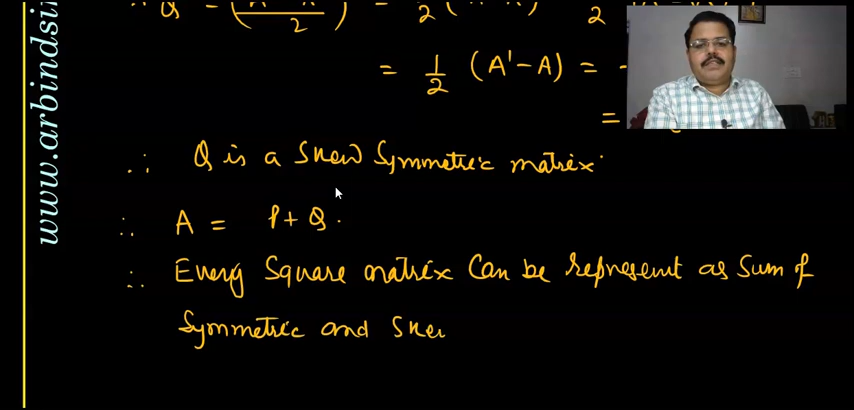 www.arbindsi
= 1/2 (A' - A) =
=
∴ Q is a Skew Symmetric matrix.
∴ A = P + Q.
∴ Every Square matrix Can be represent as Sum of
Symmetric and Skew